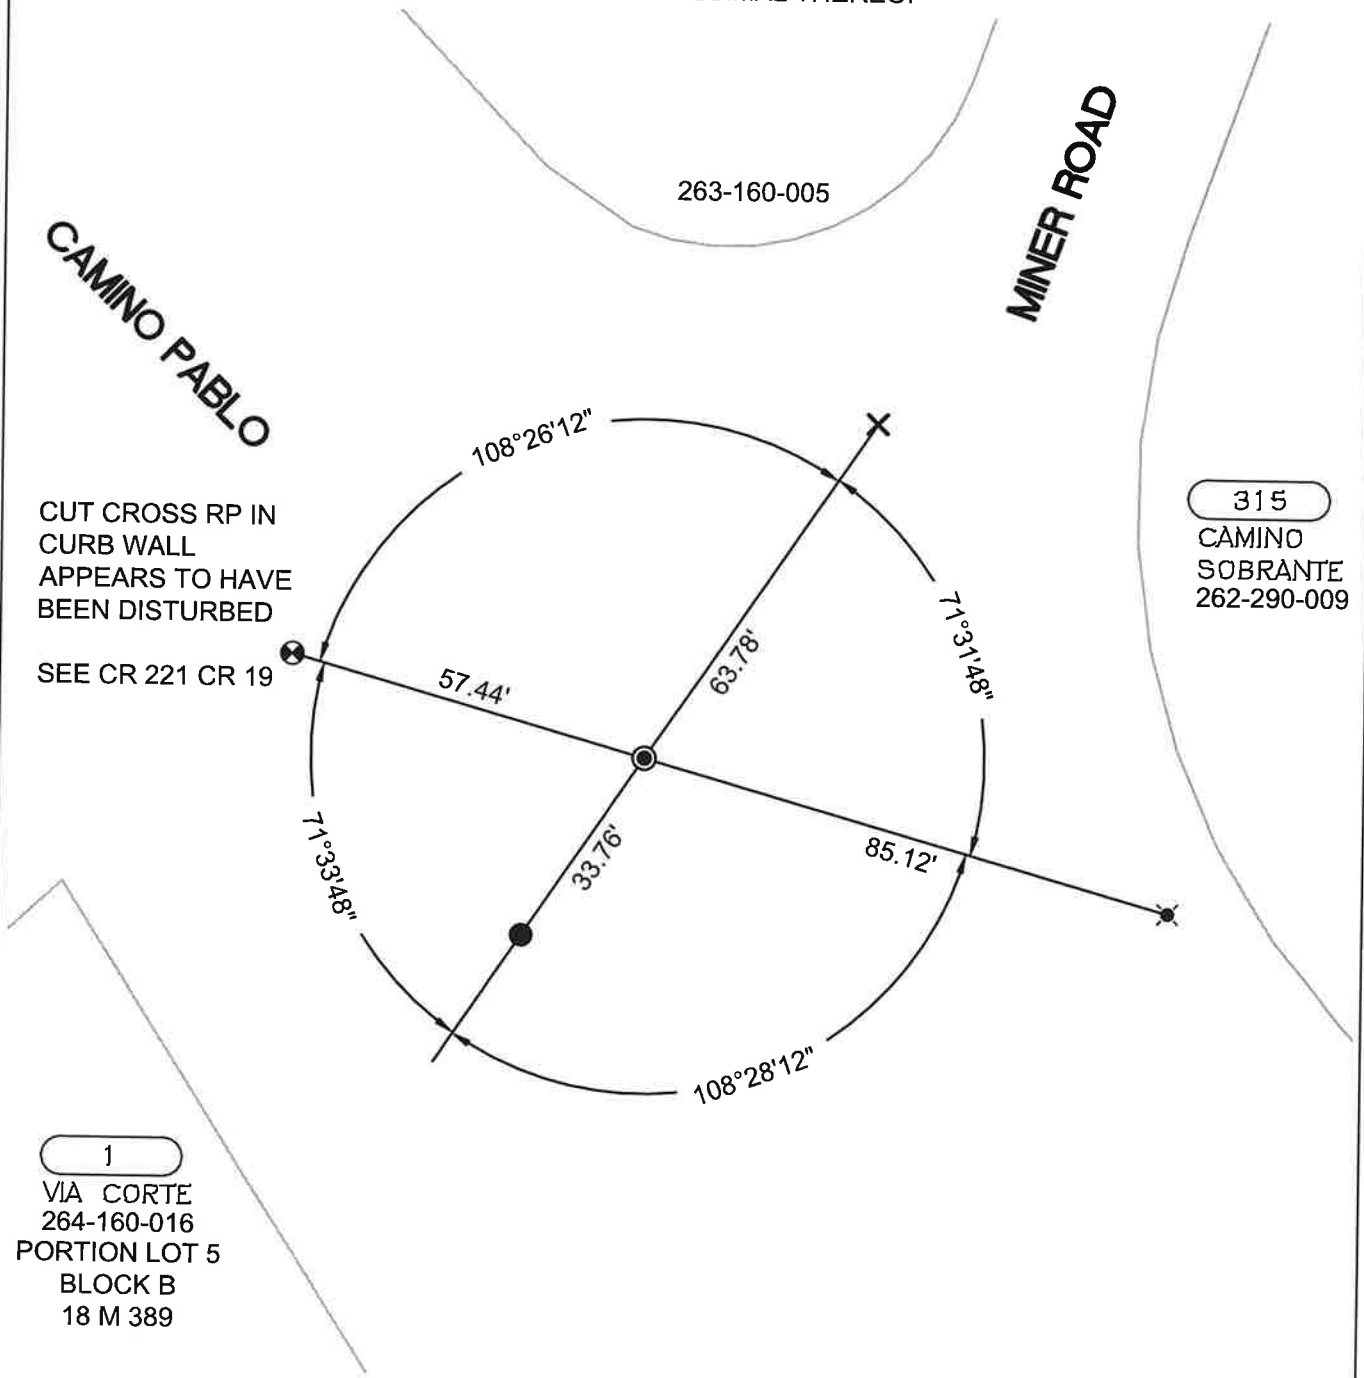 263-160-005
MINER ROAD
CAMINO PABLO
108°26'12"
CUT CROSS RP IN
CURB WALL
APPEARS TO HAVE
BEEN DISTURBED
SEE CR 221 CR 19
315
CAMINO
SOBRANTE
262-290-009
71°31'48"
63.78'
57.44'
85.12'
33.76'
71°33'48"
108°28'12"
1
VIA CORTE
264-160-016
PORTION LOT 5
BLOCK B
18 M 389